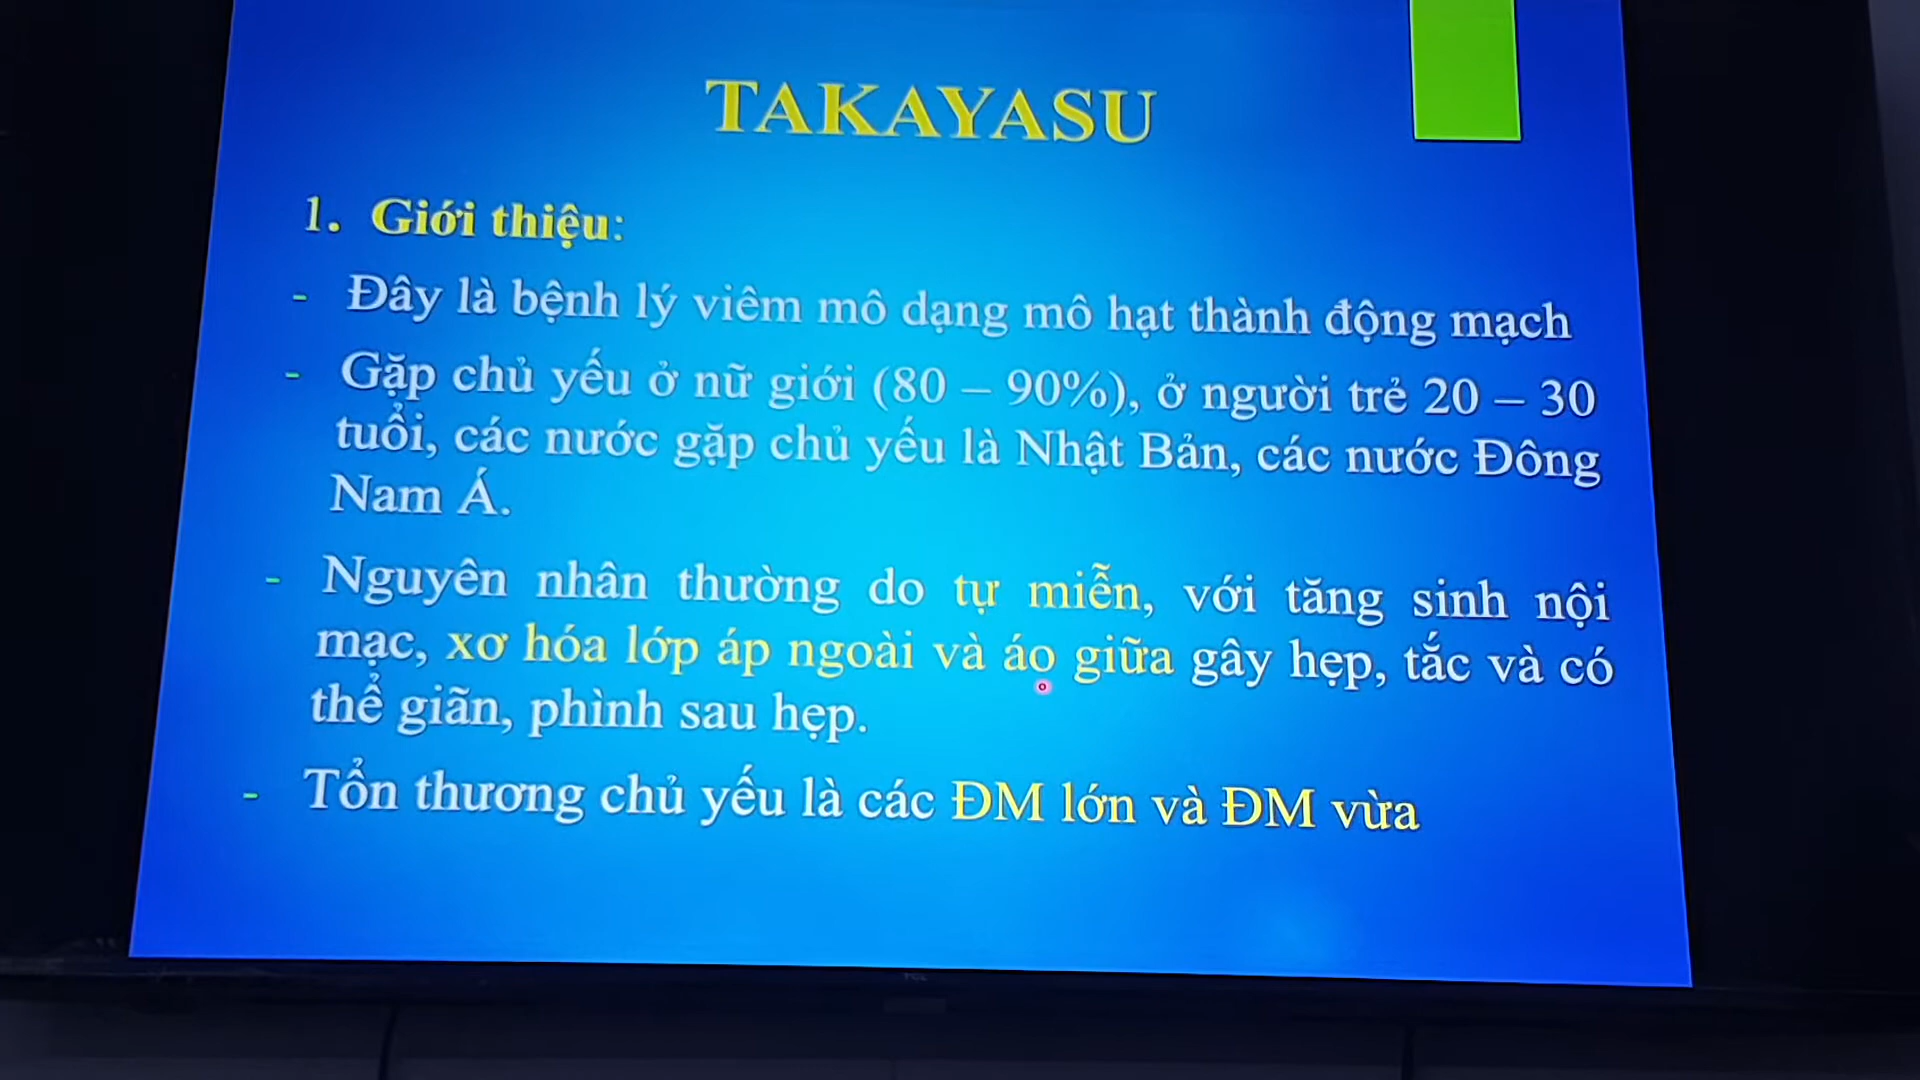 TAKAYASU
1. Giới thiệu:
- Đây là bệnh lý viêm mô dạng mô hạt thành động mạch
- Gặp chủ yếu ở nữ giới (80 – 90%), ở người trẻ 20 – 30
tuổi, các nước gặp chủ yếu là Nhật Bản, các nước Đông
Nam Á.
- Nguyên nhân thường do tự miễn, với tăng sinh nội
mạc, xơ hóa lớp áp ngoài và áo giữa gây hẹp, tắc và có
thể giãn, phình sau hẹp.
- Tổn thương chủ yếu là các ĐM lớn và ĐM vừa
TCL